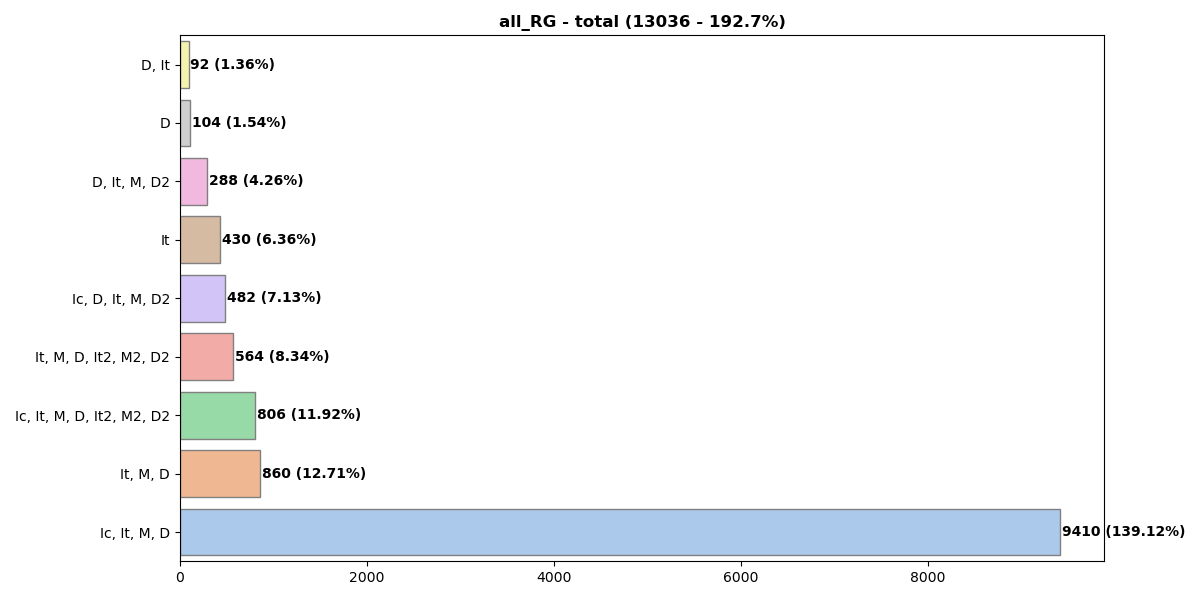 all_RG - total (13036 - 192.7%)
D, It 92 (1.36%)
D 104 (1.54%)
D, It, M, D2 288 (4.26%)
It 430 (6.36%)
Ic, D, It, M, D2 482 (7.13%)
It, M, D, It2, M2, D2 564 (8.34%)
Ic, It, M, D, It2, M2, D2 806 (11.92%)
It, M, D 860 (12.71%)
Ic, It, M, D 9410 (139.12%)
0 2000 4000 6000 8000